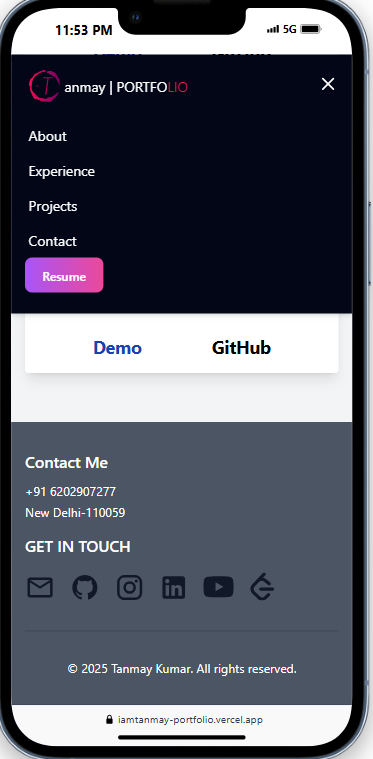 11:53 PM 5G
T anmay | PORTFOLIO
About
Experience
Projects
Contact
Resume
Demo GitHub
Contact Me
+91 6202907277
New Delhi-110059
GET IN TOUCH
© 2025 Tanmay Kumar. All rights reserved.
iamtanmay-portfolio.vercel.app